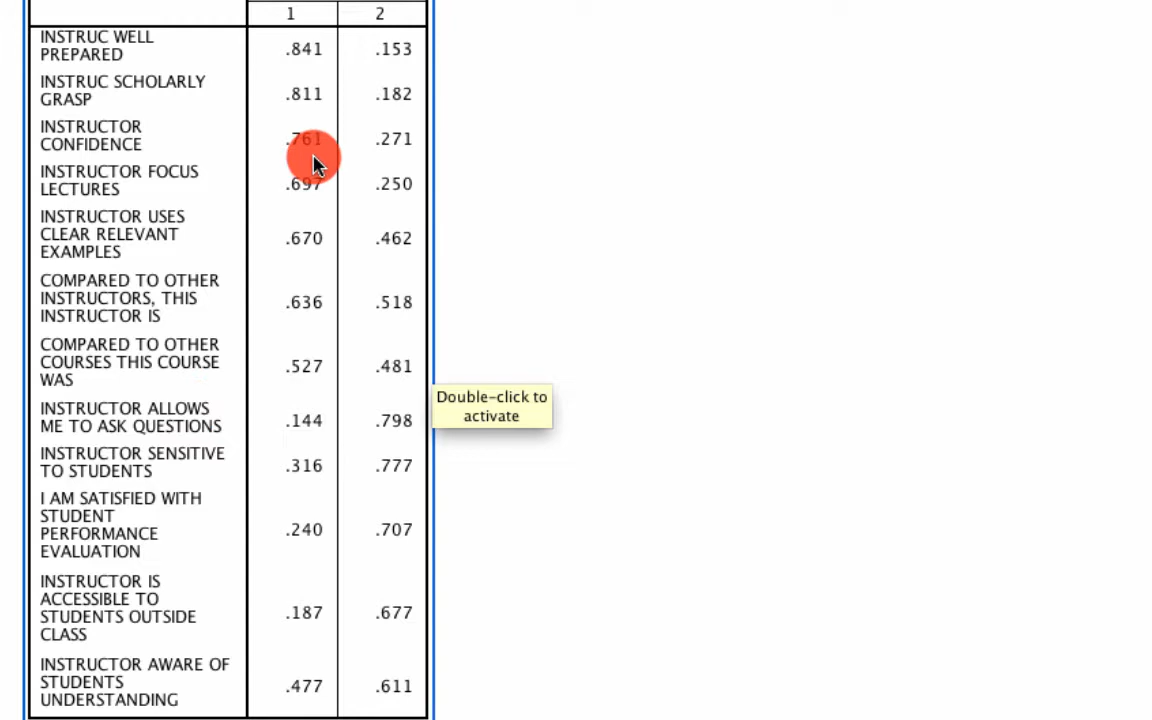 1 2
INSTRUC WELL
PREPARED
.841 .153
INSTRUC SCHOLARLY
GRASP
.811 .182
INSTRUCTOR
CONFIDENCE
.761 .271
INSTRUCTOR FOCUS
LECTURES
.697 .250
INSTRUCTOR USES
CLEAR RELEVANT
EXAMPLES
.670 .462
COMPARED TO OTHER
INSTRUCTORS, THIS
INSTRUCTOR IS
.636 .518
COMPARED TO OTHER
COURSES THIS COURSE
WAS
.527 .481
Double-click to
activate
INSTRUCTOR ALLOWS
ME TO ASK QUESTIONS
.144 .798
INSTRUCTOR SENSITIVE
TO STUDENTS
.316 .777
I AM SATISFIED WITH
STUDENT
PERFORMANCE
EVALUATION
.240 .707
INSTRUCTOR IS
ACCESSIBLE TO
STUDENTS OUTSIDE
CLASS
.187 .677
INSTRUCTOR AWARE OF
STUDENTS
UNDERSTANDING
.477 .611